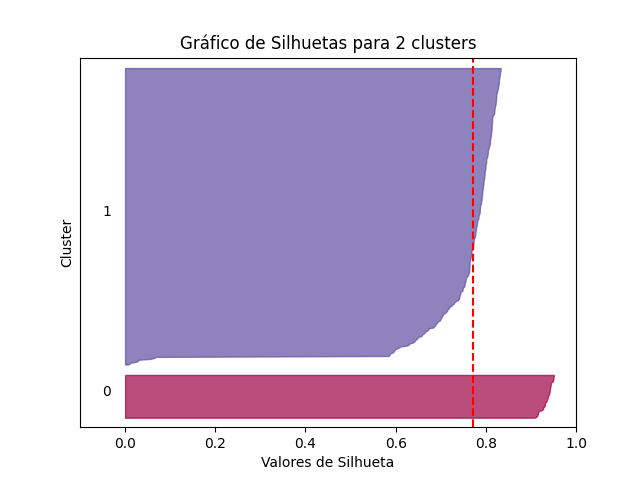 Gráfico de Silhuetas para 2 clusters
Cluster
1
0
0.0 0.2 0.4 0.6 0.8 1.0
Valores de Silhueta